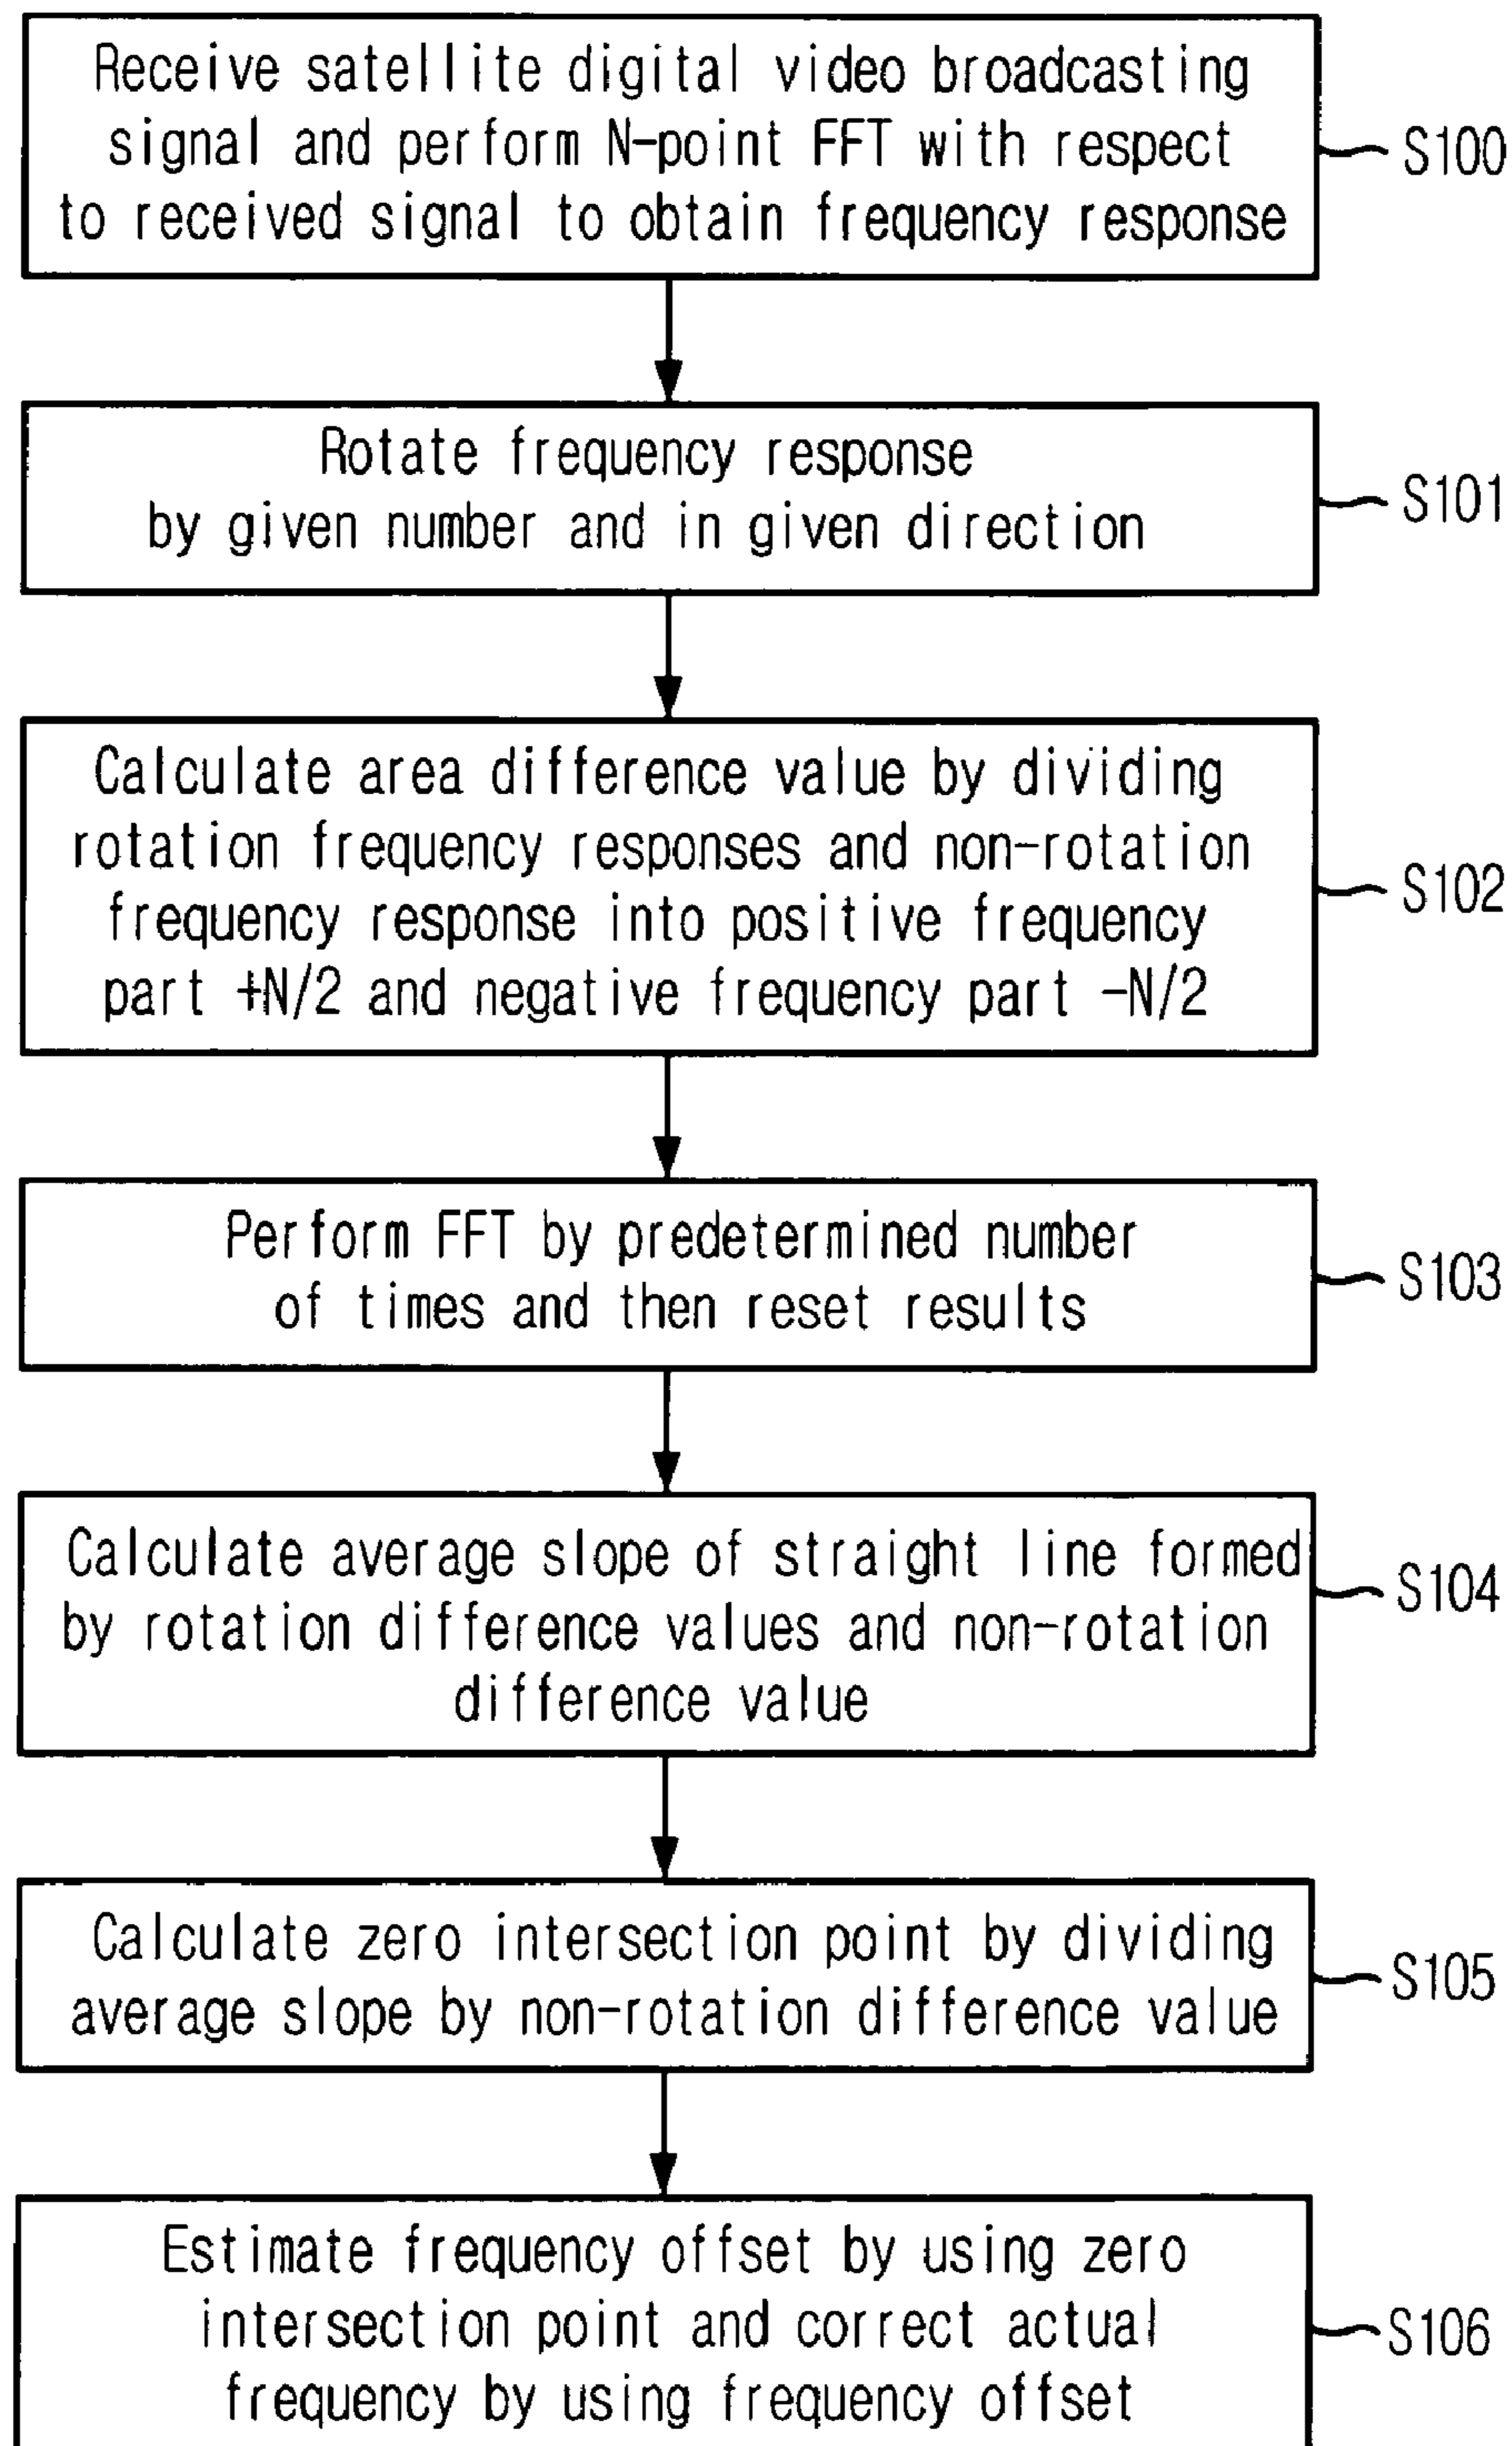 Receive satellite digital video broadcasting
signal and perform N-point FFT with respect
to received signal to obtain frequency response
S100
Rotate frequency response
by given number and in given direction
S101
Calculate area difference value by dividing
rotation frequency responses and non-rotation
frequency response into positive frequency
part +N/2 and negative frequency part -N/2
S102
Perform FFT by predetermined number
of times and then reset results
S103
Calculate average slope of straight line formed
by rotation difference values and non-rotation
difference value
S104
Calculate zero intersection point by dividing
average slope by non-rotation difference value
S105
Estimate frequency offset by using zero
intersection point and correct actual
frequency by using frequency offset
S106